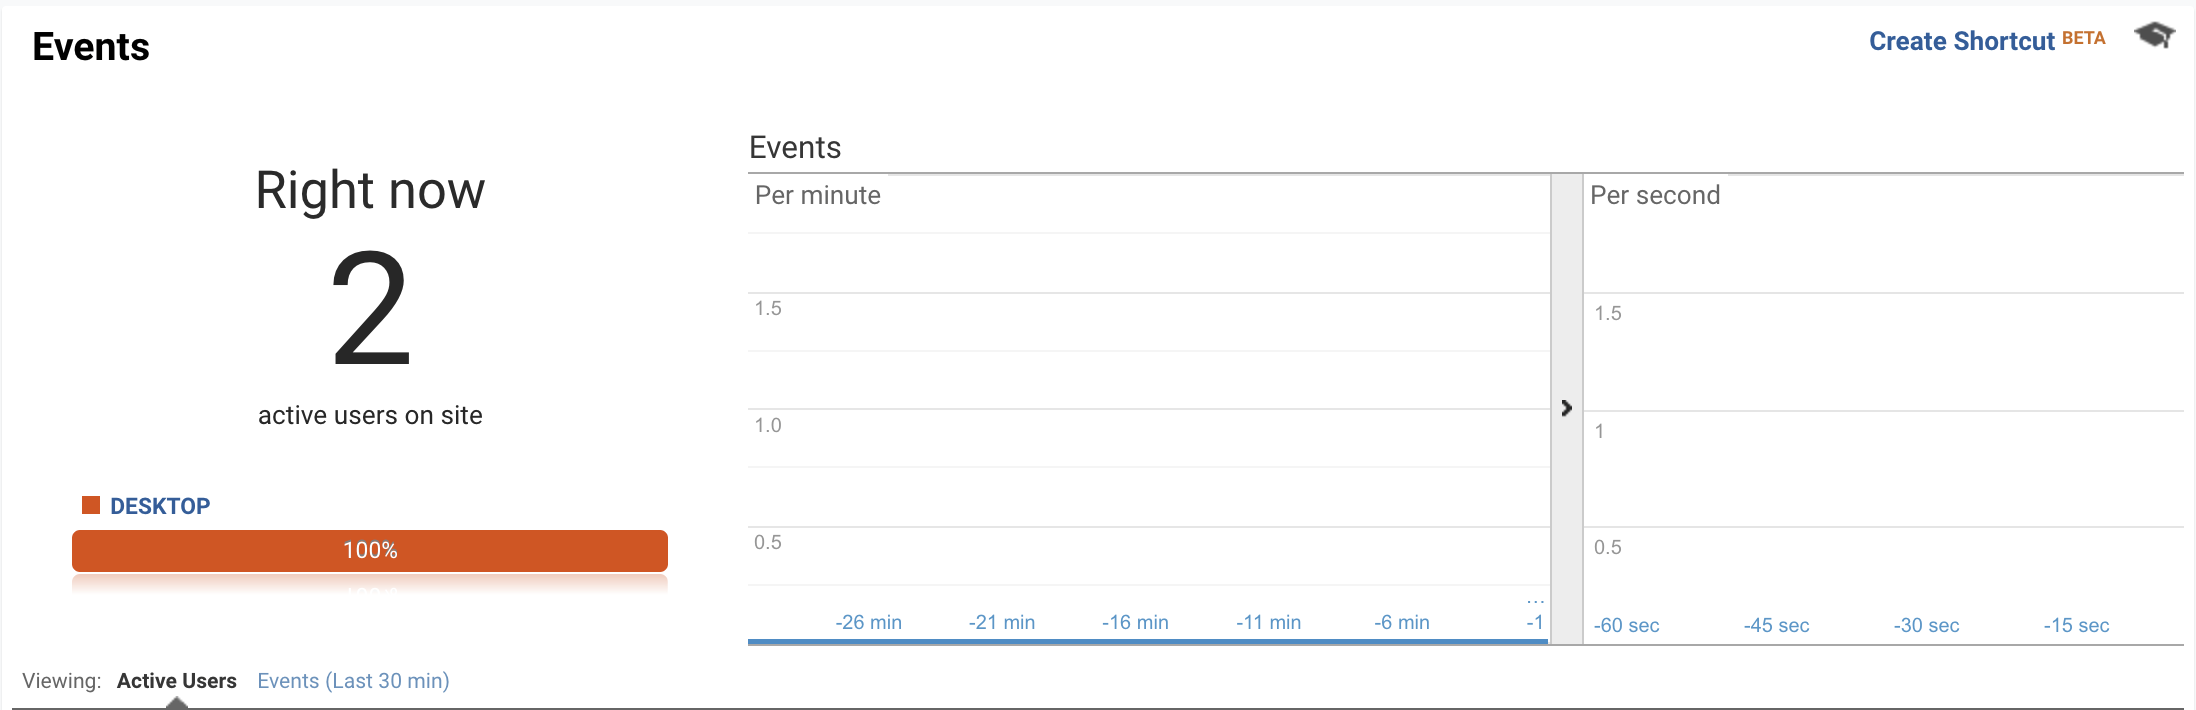 Events
Create Shortcut BETA
Right now
2
active users on site
DESKTOP
100%
Events
Per minute
1.5
1.0
0.5
-26 min -21 min -16 min -11 min -6 min ... -1
Per second
1.5
1
0.5
-60 sec -45 sec -30 sec -15 sec
Viewing: Active Users Events (Last 30 min)